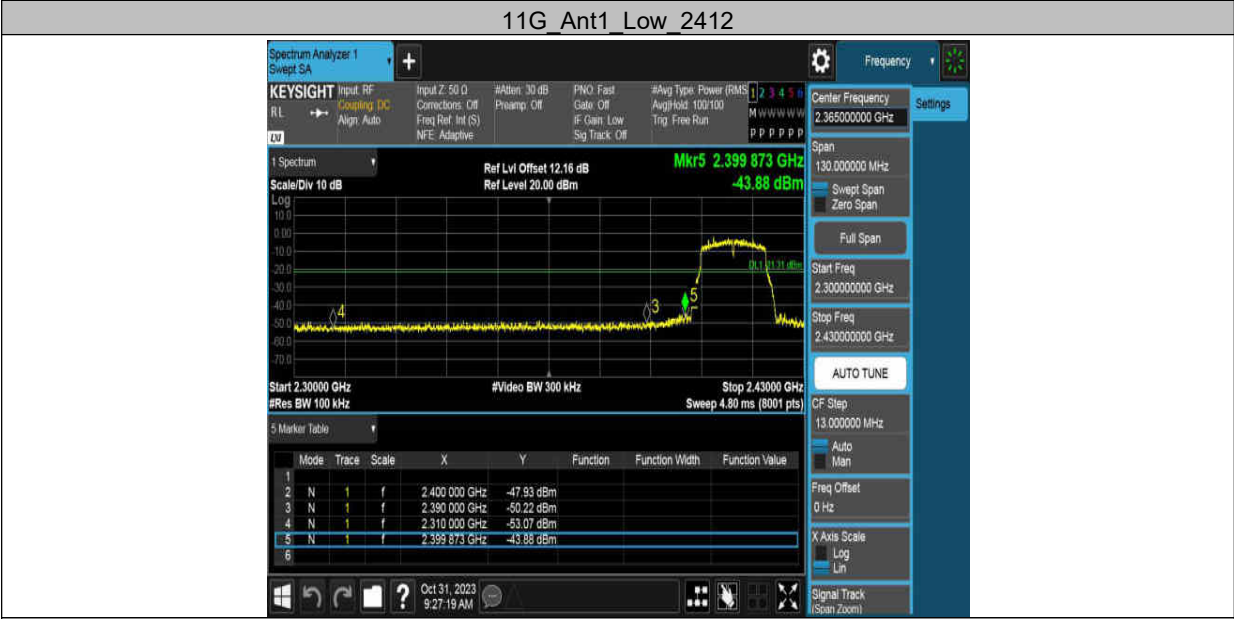 11G_Ant1_Low_2412
Spectrum Analyzer 1
Swept SA
+
Frequency
KEYSIGHT
RL
Input: RF
Coupling: DC
Align: Auto
Input Z: 50 Ω
Corrections: Off
Freq Ref: Int (S)
NFE: Adaptive
#Atten: 30 dB
Preamp: Off
PNO: Fast
Gate: Off
IF Gain: Low
Sig Track: Off
#Avg Type: Power (RMS
Avg|Hold: 100/100
Trig: Free Run
1 2 3 4 5 6
M W W W W W
P P P P P P
Center Frequency
2.365000000 GHz
Settings
Span
130.000000 MHz
Swept Span
Zero Span
Full Span
Start Freq
2.300000000 GHz
Stop Freq
2.430000000 GHz
AUTO TUNE
CF Step
13.000000 MHz
Auto
Man
Freq Offset
0 Hz
X Axis Scale
Log
Lin
Signal Track
(Span Zoom)
1 Spectrum
Scale/Div 10 dB
Ref Lvl Offset 12.16 dB
Ref Level 20.00 dBm
Mkr5 2.399 873 GHz
-43.88 dBm
Log
10.0
0.00
-10.0
-20.0
-30.0
-40.0
-50.0
-60.0
-70.0
4
3
5
Start 2.30000 GHz
#Res BW 100 kHz
#Video BW 300 kHz
Stop 2.43000 GHz
Sweep 4.80 ms (8001 pts)
5 Marker Table
Mode Trace Scale X Y Function Function Width Function Value
1
2 N 1 f 2.400 000 GHz -47.93 dBm
3 N 1 f 2.390 000 GHz -50.22 dBm
4 N 1 f 2.310 000 GHz -53.07 dBm
5 N 1 f 2.399 873 GHz -43.88 dBm
6
?
Oct 31, 2023
9:27:19 AM